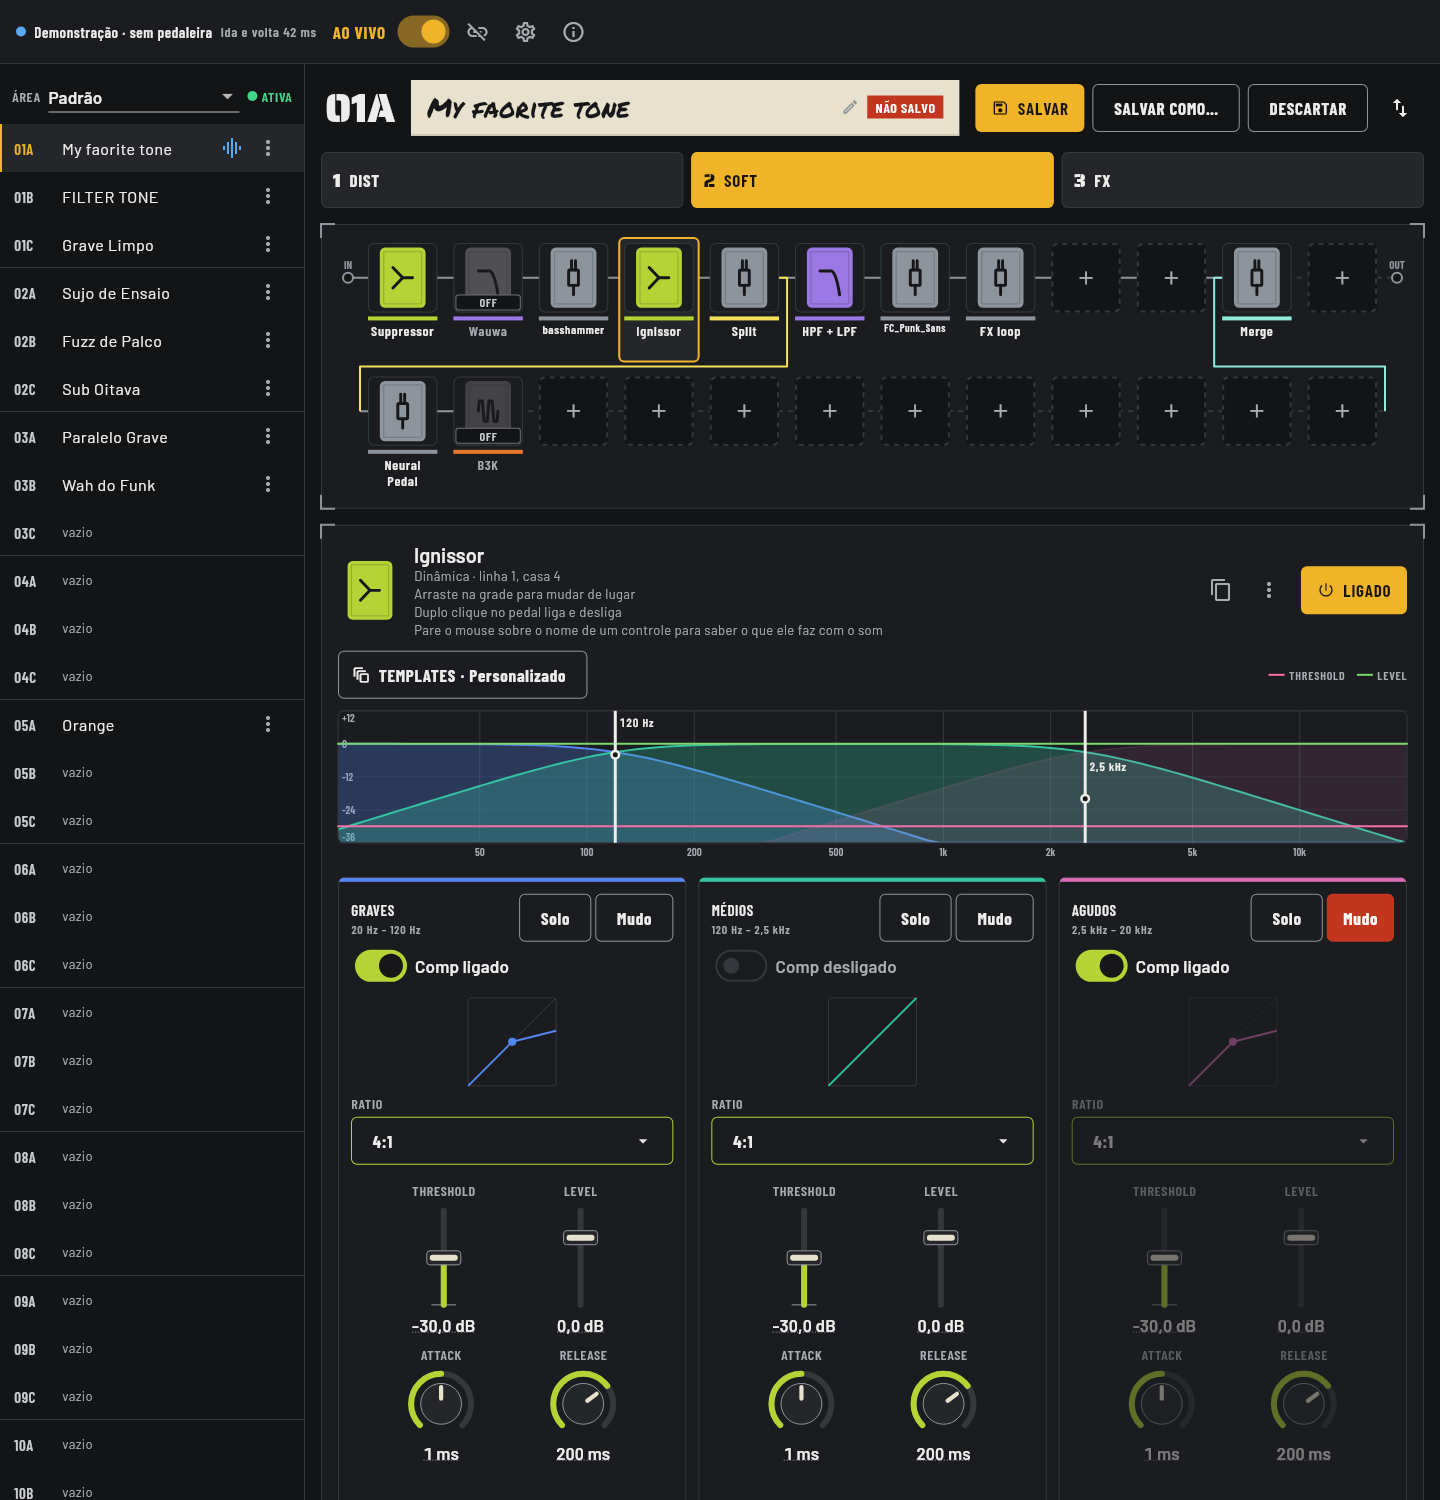 Demonstração · sem pedaleira Ida e volta 42 ms AO VIVO
ÁREA Padrão ATIVA
01A My faorite tone
01B FILTER TONE
01C Grave Limpo
02A Sujo de Ensaio
02B Fuzz de Palco
02C Sub Oitava
03A Paralelo Grave
03B Wah do Funk
03C vazio
04A vazio
04B vazio
04C vazio
05A Orange
05B vazio
05C vazio
06A vazio
06B vazio
06C vazio
07A vazio
07B vazio
07C vazio
08A vazio
08B vazio
08C vazio
09A vazio
09B vazio
09C vazio
10A vazio
10B vazio
01A My faorite tone NÃO SALVO SALVAR SALVAR COMO... DESCARTAR
1 DIST 2 SOFT 3 FX
IN OUT
OFF
Suppressor Wauwa basshammer Ignissor Split HPF + LPF FC_Punk_Sans FX loop Merge
OFF
Neural Pedal B3K
Ignissor
Dinâmica · linha 1, casa 4
Arraste na grade para mudar de lugar
Duplo clique no pedal liga e desliga
Pare o mouse sobre o nome de um controle para saber o que ele faz com o som
LIGADO
TEMPLATES · Personalizado THRESHOLD LEVEL
+12
0
-12
-24
-36
120 Hz
2,5 kHz
50 100 200 500 1k 2k 5k 10k
GRAVES Solo Mudo
20 Hz – 120 Hz
Comp ligado
RATIO
4:1
THRESHOLD LEVEL
-30,0 dB 0,0 dB
ATTACK RELEASE
1 ms 200 ms
MÉDIOS Solo Mudo
120 Hz – 2,5 kHz
Comp desligado
RATIO
4:1
THRESHOLD LEVEL
-30,0 dB 0,0 dB
ATTACK RELEASE
1 ms 200 ms
AGUDOS Solo Mudo
2,5 kHz – 20 kHz
Comp ligado
RATIO
4:1
THRESHOLD LEVEL
-30,0 dB 0,0 dB
ATTACK RELEASE
1 ms 200 ms